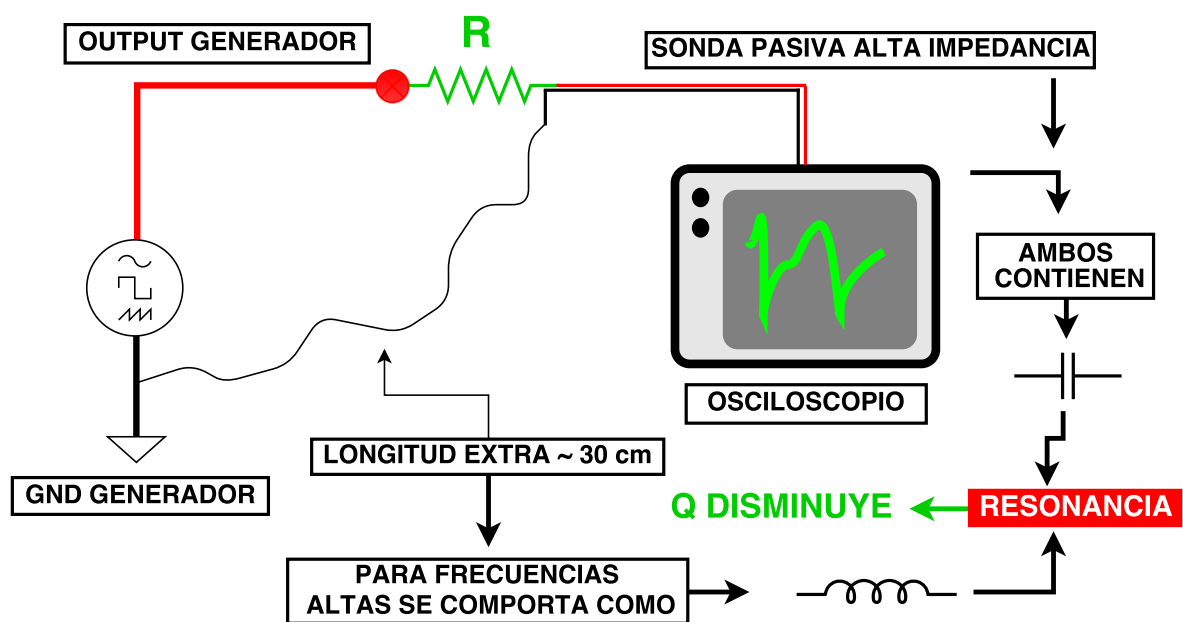 OUTPUT GENERADOR
R
SONDA PASIVA ALTA IMPEDANCIA
AMBOS
CONTIENEN
OSCILOSCOPIO
LONGITUD EXTRA ~ 30 cm
GND GENERADOR
Q DISMINUYE
RESONANCIA
PARA FRECUENCIAS
ALTAS SE COMPORTA COMO